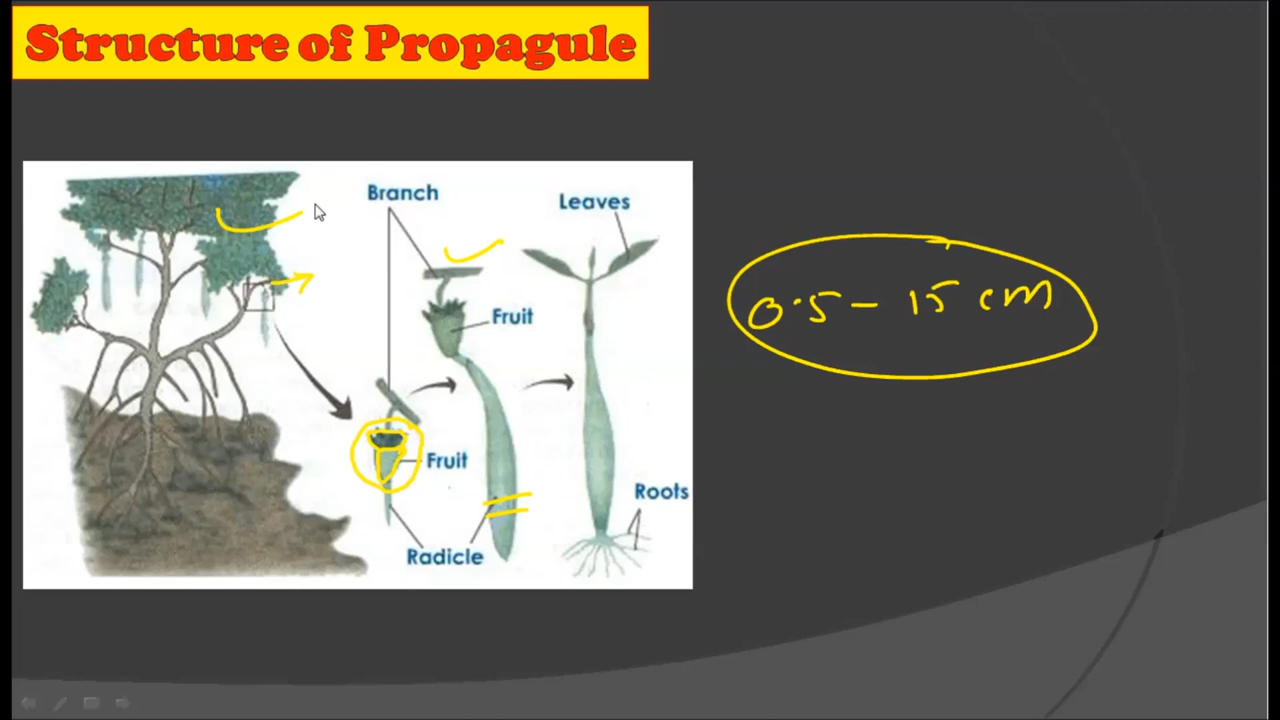 Structure of Propagule
Branch
Leaves
Fruit
Fruit
Roots
Radicle
0.5 - 15 cm